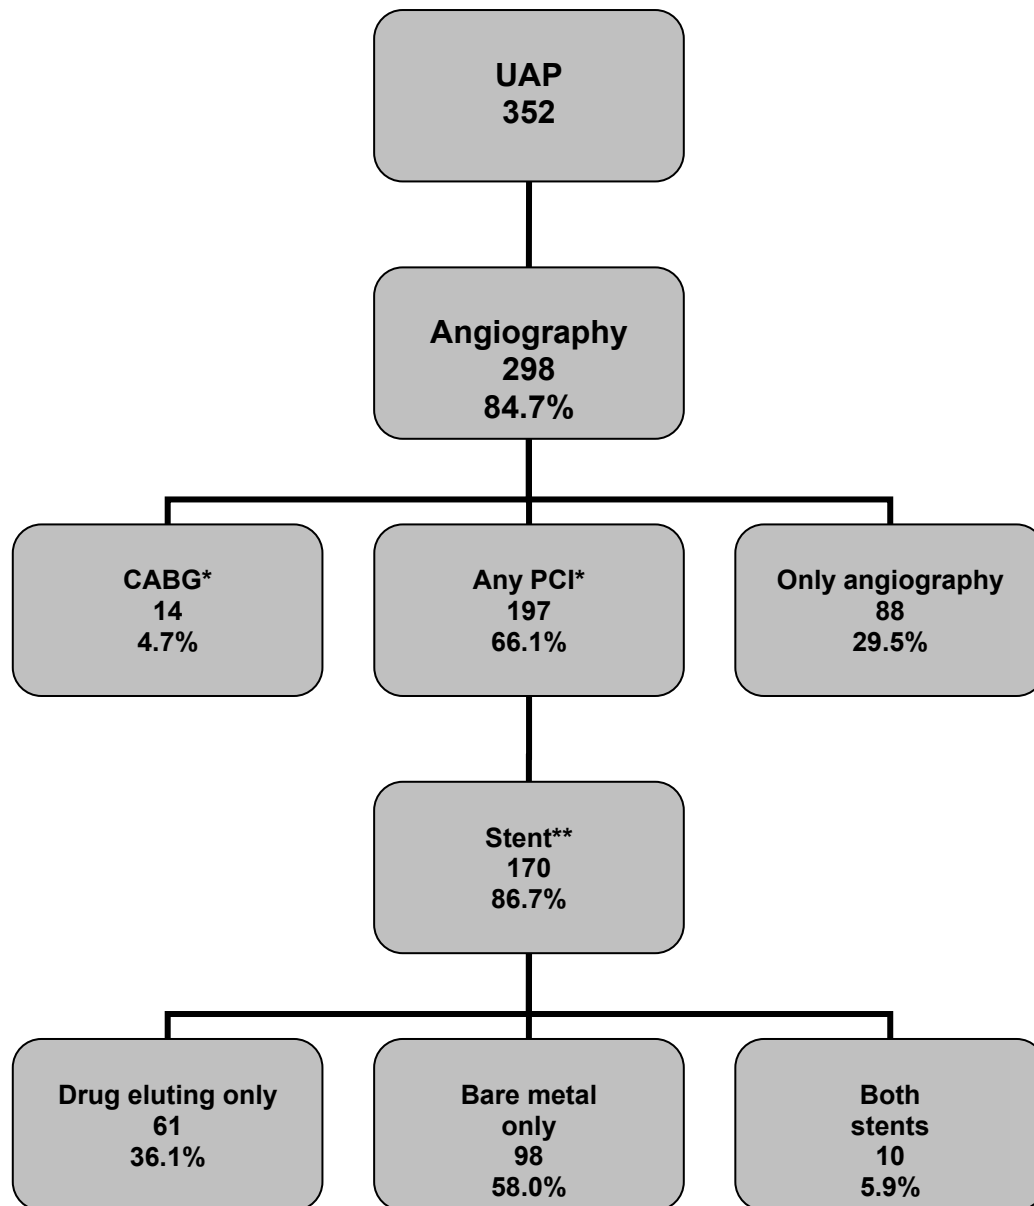 UAP
352
Angiography
298
84.7%
CABG*
14
4.7%
Any PCI*
197
66.1%
Only angiography
88
29.5%
Stent**
170
86.7%
Drug eluting only
61
36.1%
Bare metal
only
98
58.0%
Both
stents
10
5.9%